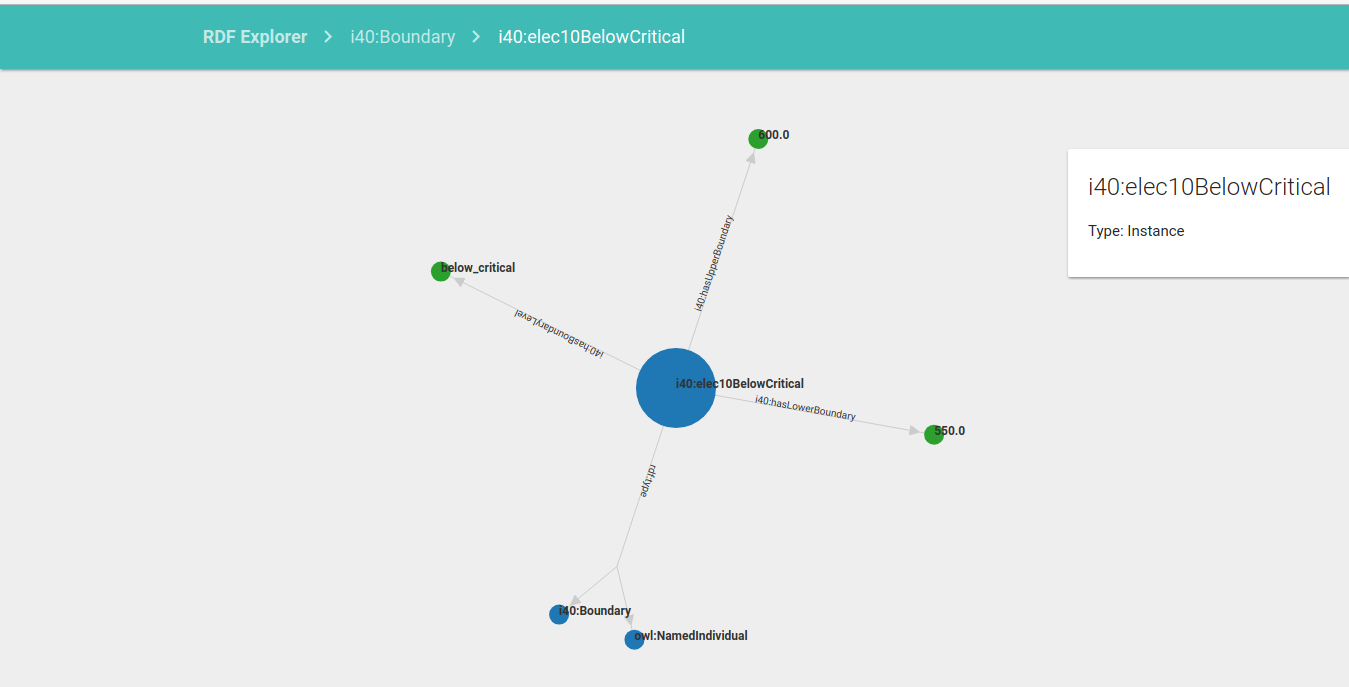 RDF Explorer > i40:Boundary > i40:elec10BelowCritical
600.0
i40:elec10BelowCritical
Type: Instance
i40:hasUpperBoundary
below_critical
i40:hasBoundaryLevel
i40:elec10BelowCritical
i40:hasLowerBoundary
550.0
rdf:type
i40:Boundary
owl:NamedIndividual